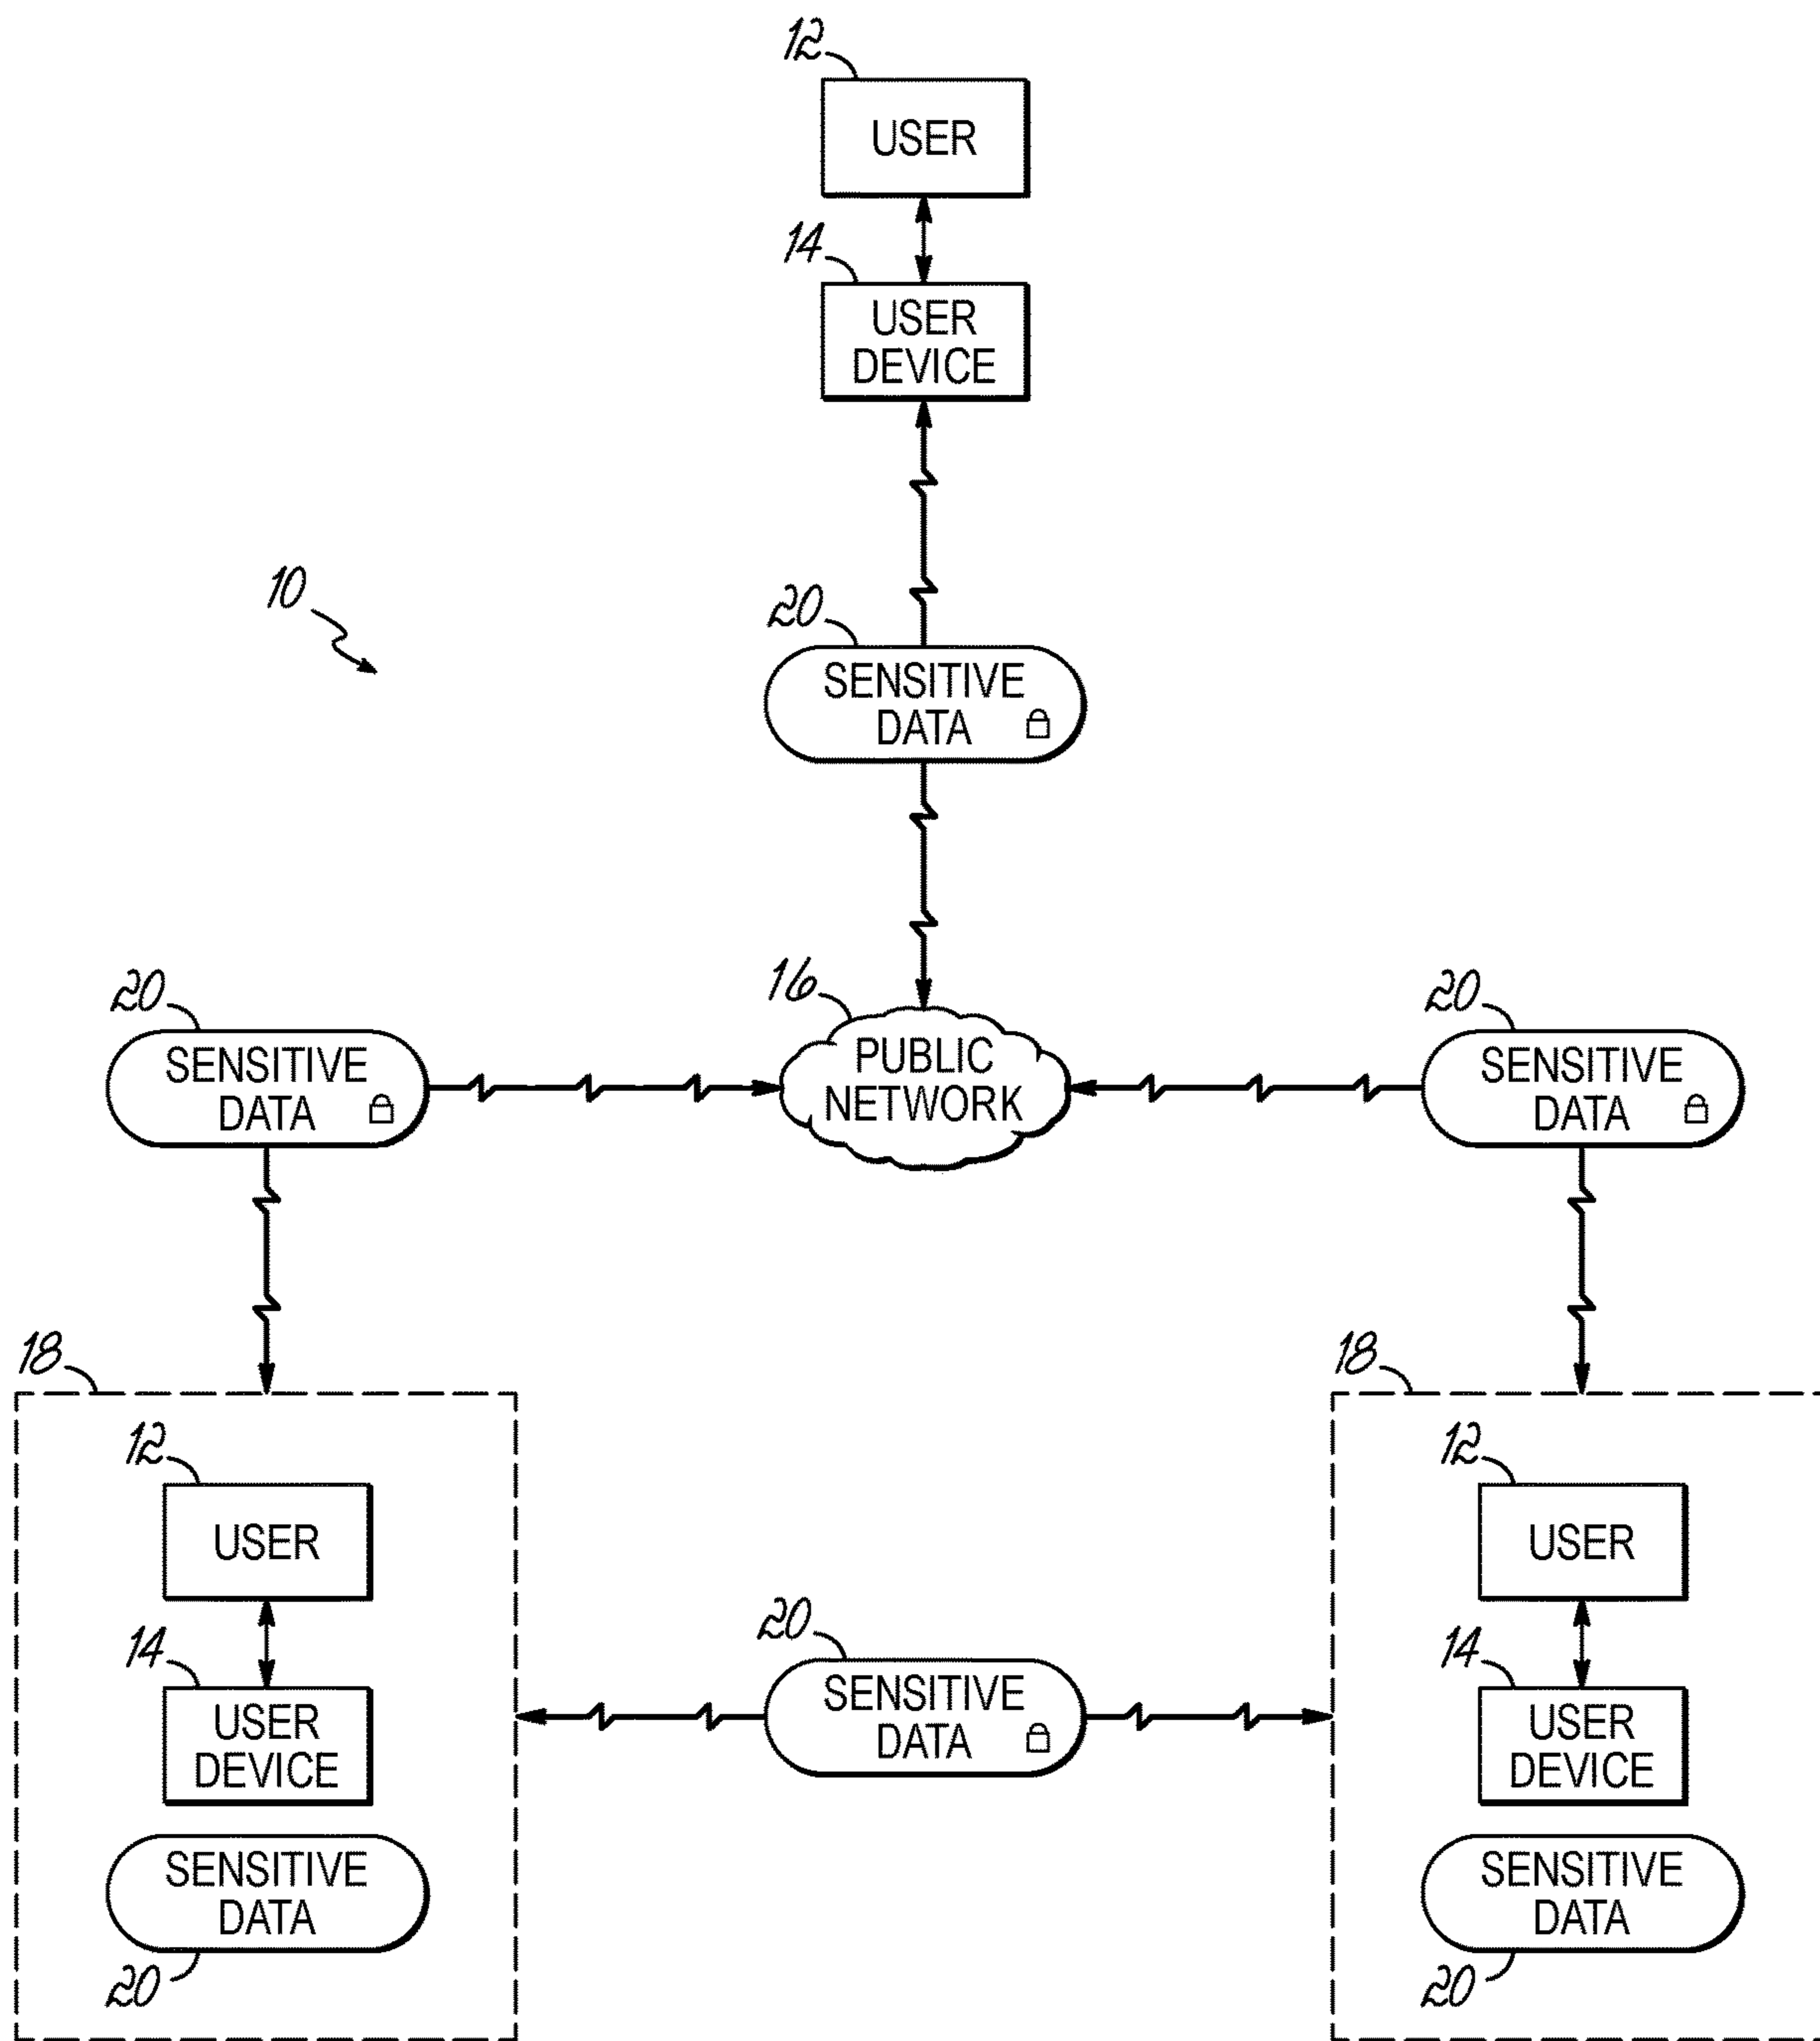 12
USER
14
USER
DEVICE
10
20
SENSITIVE
DATA
20
SENSITIVE
DATA
16
PUBLIC
NETWORK
20
SENSITIVE
DATA
18
12
USER
14
USER
DEVICE
SENSITIVE
DATA
20
20
SENSITIVE
DATA
18
12
USER
14
USER
DEVICE
SENSITIVE
DATA
20